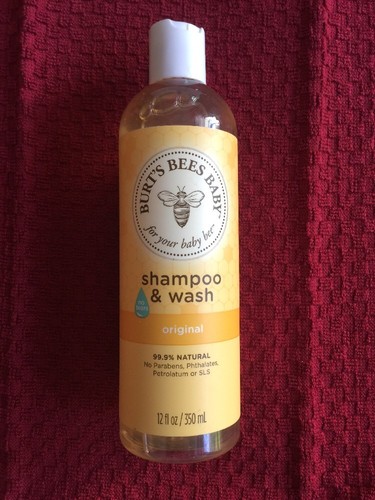 BURT'S BEES BABY
for your baby bee
shampoo
& wash
original
99.9% NATURAL
No Parabens, Phthalates,
Petrolatum or SLS
12 fl oz / 350 mL